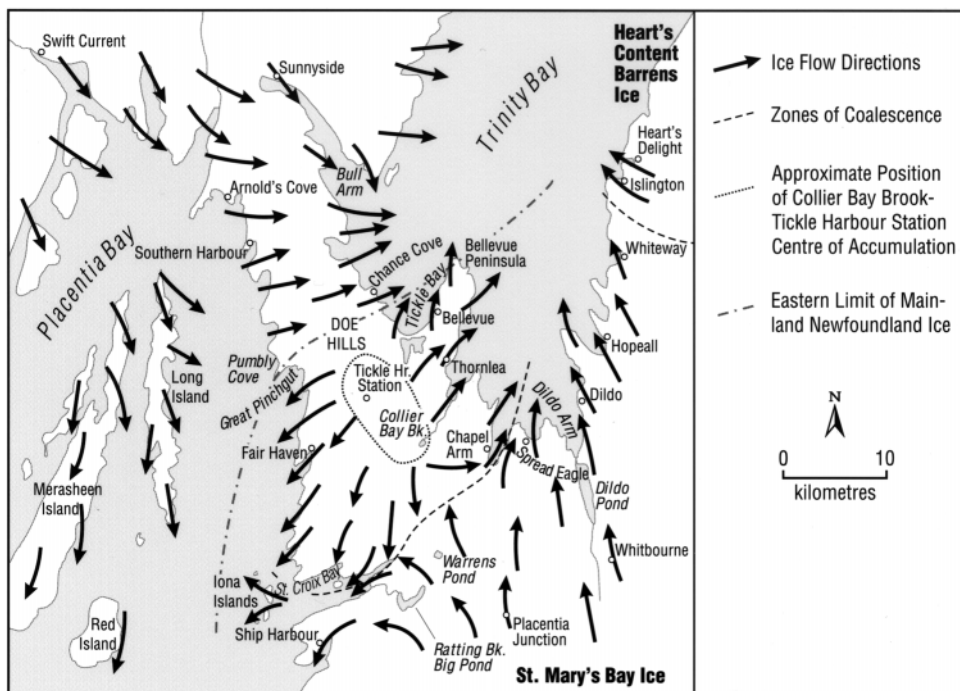 Swift Current
Sunnyside
Heart's
Content
Barrens
Ice
Trinity Bay
Heart's
Delight
Islington
Bull
Arm
Arnold's Cove
Placentia Bay
Southern Harbour
Chance Cove
Tickle Bay
Bellevue
Peninsula
Whiteway
Bellevue
DOE
HILLS
Hopeall
Pumbly
Cove
Long
Island
Great Pinchgut
Tickle Hr.
Station
Thornlea
Dildo
Collier
Bay Bk.
Dildo Arm
Fair Haven
Chapel
Arm
Spread Eagle
Merasheen
Island
Dildo
Pond
Whitbourne
Warrens
Pond
Iona
Islands
St. Croix Bay
Red
Island
Ship Harbour
Placentia
Junction
Ratting Bk.
Big Pond
St. Mary's Bay Ice
Ice Flow Directions
Zones of Coalescence
Approximate Position
of Collier Bay Brook-
Tickle Harbour Station
Centre of Accumulation
Eastern Limit of Main-
land Newfoundland Ice
N
0 10
kilometres